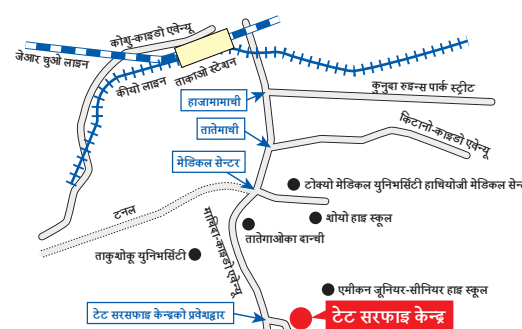 कोशु-काइडो एवेन्यू
जेआर चुओ लाइन
ताकाओ स्टेशन
कीयो लाइन
हाजामामाथी
कुनुदा रुइन्स पार्क स्ट्रीट
तातेमाथी
किटानो-काइडो एवेन्यू
मेडिकल सेन्टर
टोक्यो मेडिकल युनिभर्सिटी हाथियोजी मेडिकल सेन्ट
टनल
माचिदा-काइडो एवेन्यू
शोयो हाइ स्कूल
तातेगाओका दान्ची
ताकुशोकू युनिभर्सिटी
एमीकन जूनियर-सीनियर हाइ स्कूल
टेट सरसफाइ केन्द्रको प्रवेशद्वार
टेट सरफाइ केन्द्र